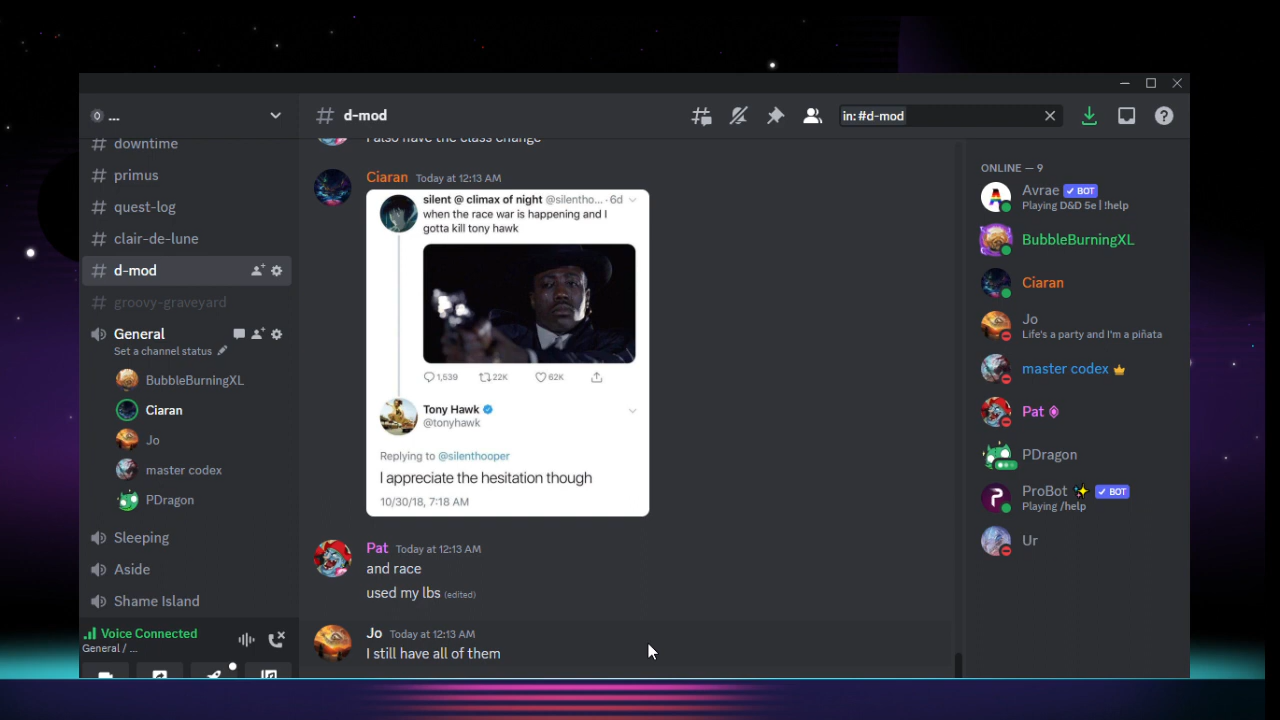 ...
d-mod
in: #d-mod
downtime
primus
quest-log
clair-de-lune
d-mod
groovy-graveyard
General
Set a channel status
BubbleBurningXL
Ciaran
Jo
master codex
PDragon
Sleeping
Aside
Shame Island
Voice Connected
General / ...
I also have the class change
Ciaran Today at 12:13 AM
silent @ climax of night @silentho... · 6d
when the race war is happening and I
gotta kill tony hawk
1,539 22K 62K
Tony Hawk
@tonyhawk
Replying to @silenthooper
I appreciate the hesitation though
10/30/18, 7:18 AM
Pat Today at 12:13 AM
and race
used my lbs (edited)
Jo Today at 12:13 AM
I still have all of them
ONLINE — 9
Avrae BOT
Playing D&D 5e | !help
BubbleBurningXL
Ciaran
Jo
Life's a party and I'm a piñata
master codex
Pat
PDragon
ProBot BOT
Playing /help
Ur